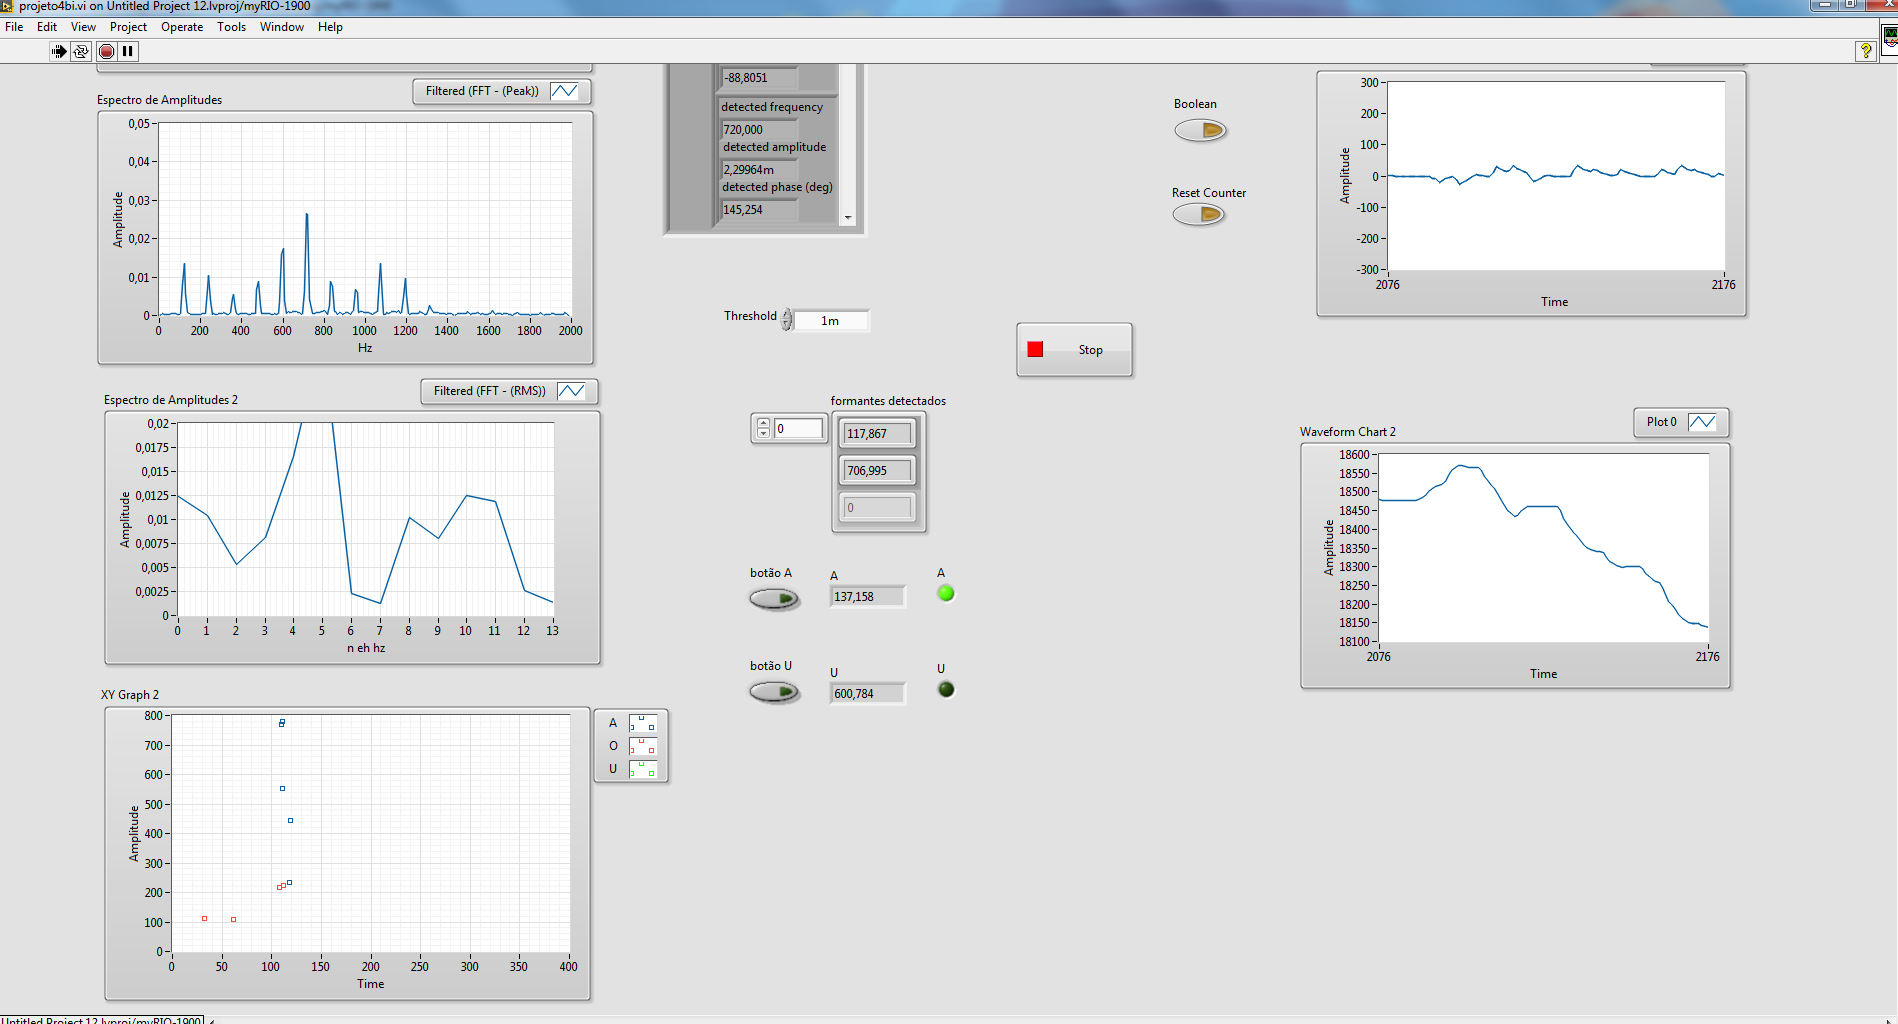 projeto4bi.vi on Untitled Project 12.lvproj/myRIO-1900
File Edit View Project Operate Tools Window Help
Espectro de Amplitudes
Filtered (FFT - (Peak))
Amplitude
0,05
0,04
0,03
0,02
0,01
0
0 200 400 600 800 1000 1200 1400 1600 1800 2000
Hz
Espectro de Amplitudes 2
Filtered (FFT - (RMS))
Amplitude
0,02
0,0175
0,015
0,0125
0,01
0,0075
0,005
0,0025
0
0 1 2 3 4 5 6 7 8 9 10 11 12 13
n eh hz
XY Graph 2
Amplitude
800
700
600
500
400
300
200
100
0
0 50 100 150 200 250 300 350 400
Time
A
O
U
-88,8051
detected frequency
720,000
detected amplitude
2,29964m
detected phase (deg)
145,254
Threshold
1m
Stop
formantes detectados
0
117,867
706,995
0
botão A
A
137,158
A
botão U
U
600,784
U
Boolean
Reset Counter
Amplitude
300
200
100
0
-100
-200
-300
2076 2176
Time
Waveform Chart 2
Plot 0
Amplitude
18600
18550
18500
18450
18400
18350
18300
18250
18200
18150
18100
2076 2176
Time
Untitled Project 12.lvproj/myRIO-1900